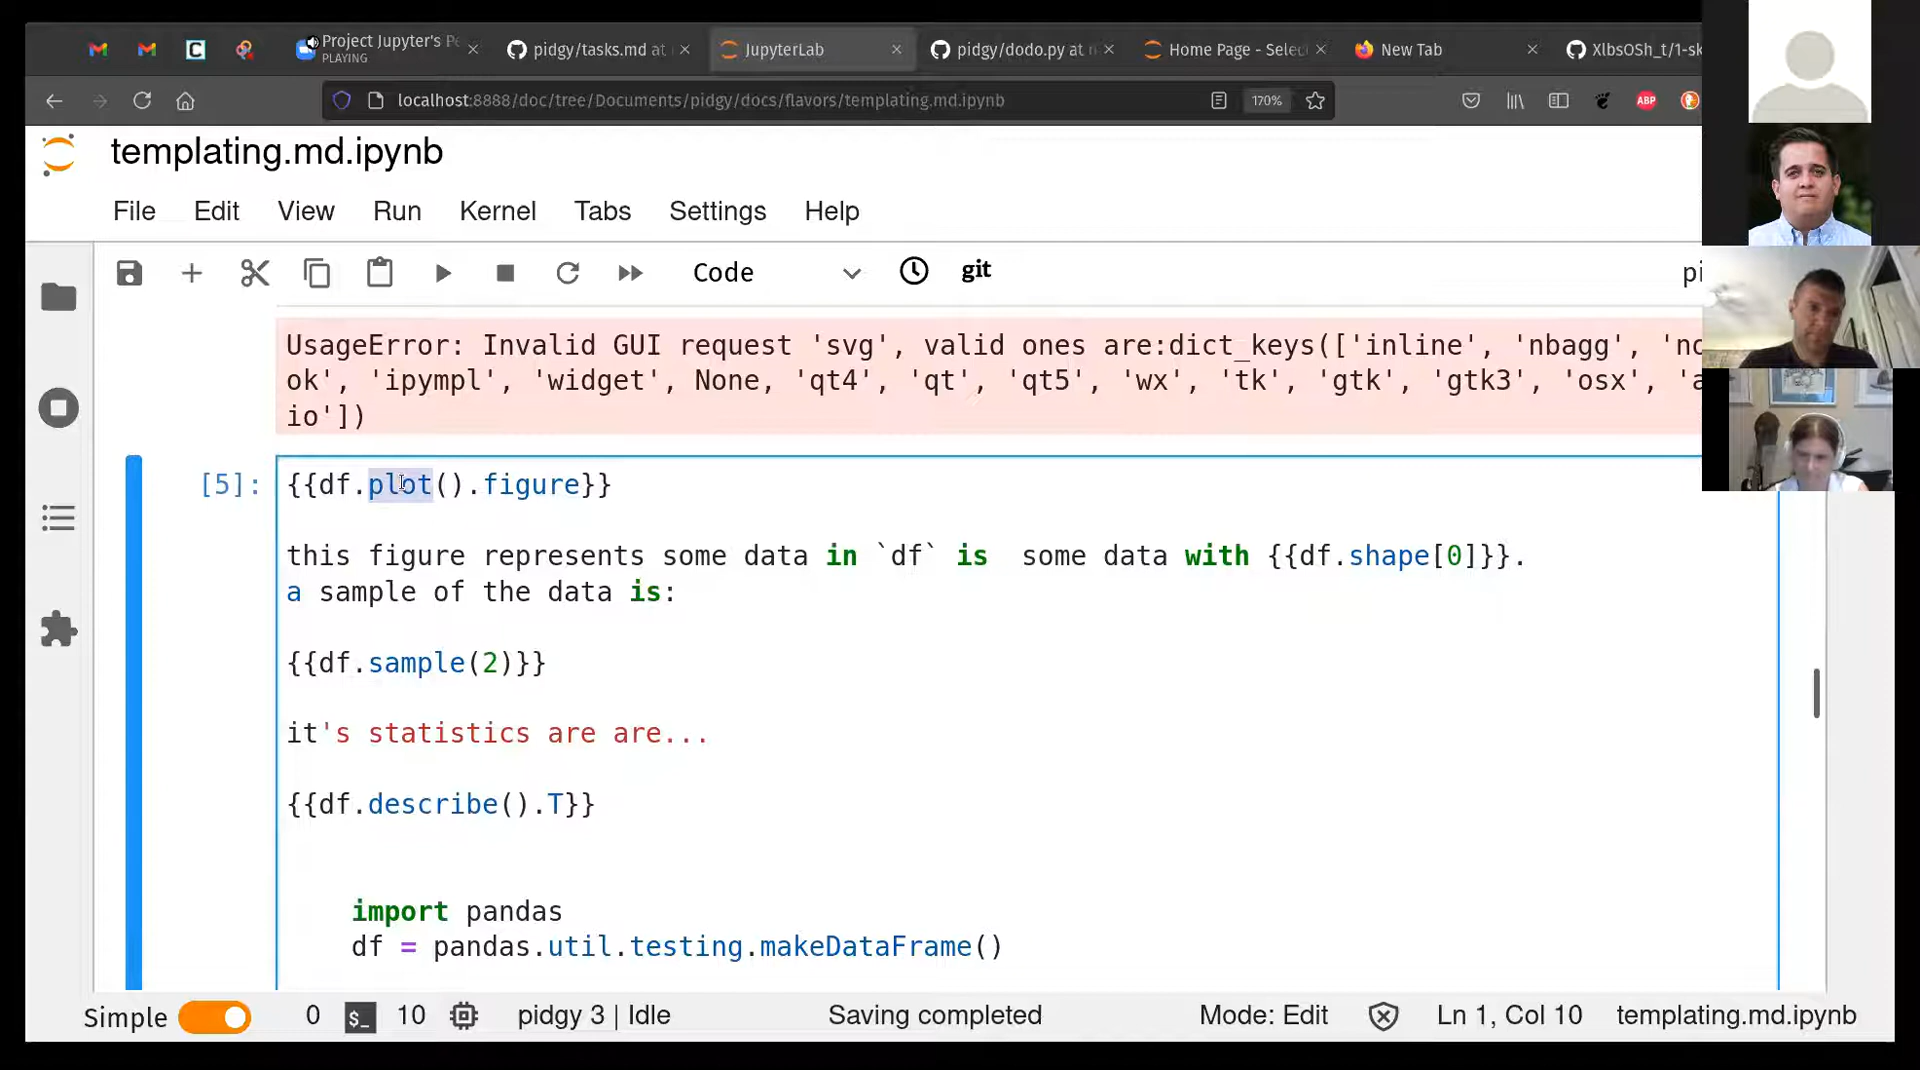 Project Jupyter's Pe
PLAYING
pidgy/tasks.md at
JupyterLab
pidgy/dodo.py at
Home Page - Selec
New Tab
XlbsOSh_t/1-sk
localhost:8888/doc/tree/Documents/pidgy/docs/flavors/templating.md.ipynb
170%
ABP
templating.md.ipynb
File Edit View Run Kernel Tabs Settings Help
Code
git
pi
UsageError: Invalid GUI request 'svg', valid ones are:dict_keys(['inline', 'nbagg', 'no
ok', 'ipympl', 'widget', None, 'qt4', 'qt', 'qt5', 'wx', 'tk', 'gtk', 'gtk3', 'osx', 'a
io'])
[5]: {{df.plot().figure}}
this figure represents some data in `df` is  some data with {{df.shape[0]}}.
a sample of the data is:
{{df.sample(2)}}
it's statistics are are...
{{df.describe().T}}
import pandas
df = pandas.util.testing.makeDataFrame()
Simple 0 $_ 10 pidgy 3 | Idle Saving completed Mode: Edit Ln 1, Col 10 templating.md.ipynb